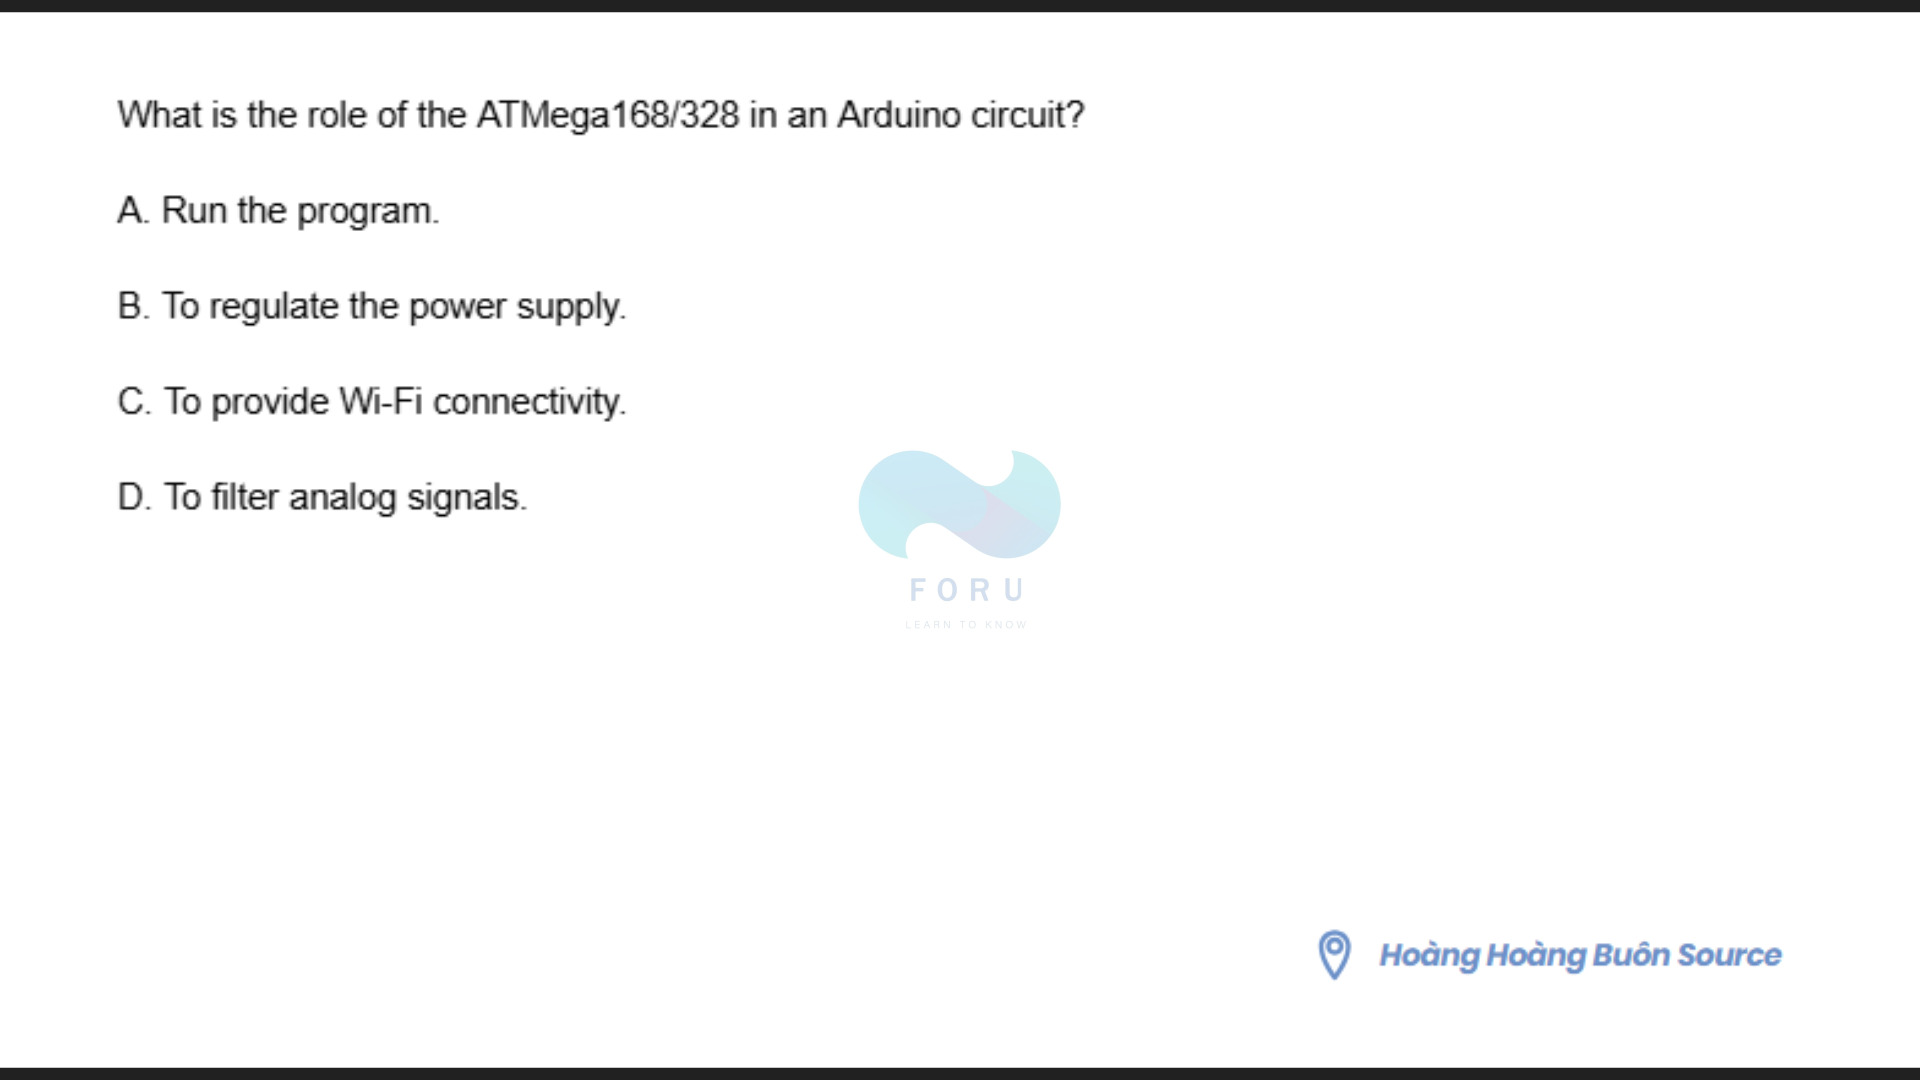 What is the role of the ATMega168/328 in an Arduino circuit?
A. Run the program.
B. To regulate the power supply.
C. To provide Wi-Fi connectivity.
D. To filter analog signals.
FORU
LEARN TO KNOW
Hoàng Hoàng Buôn Source